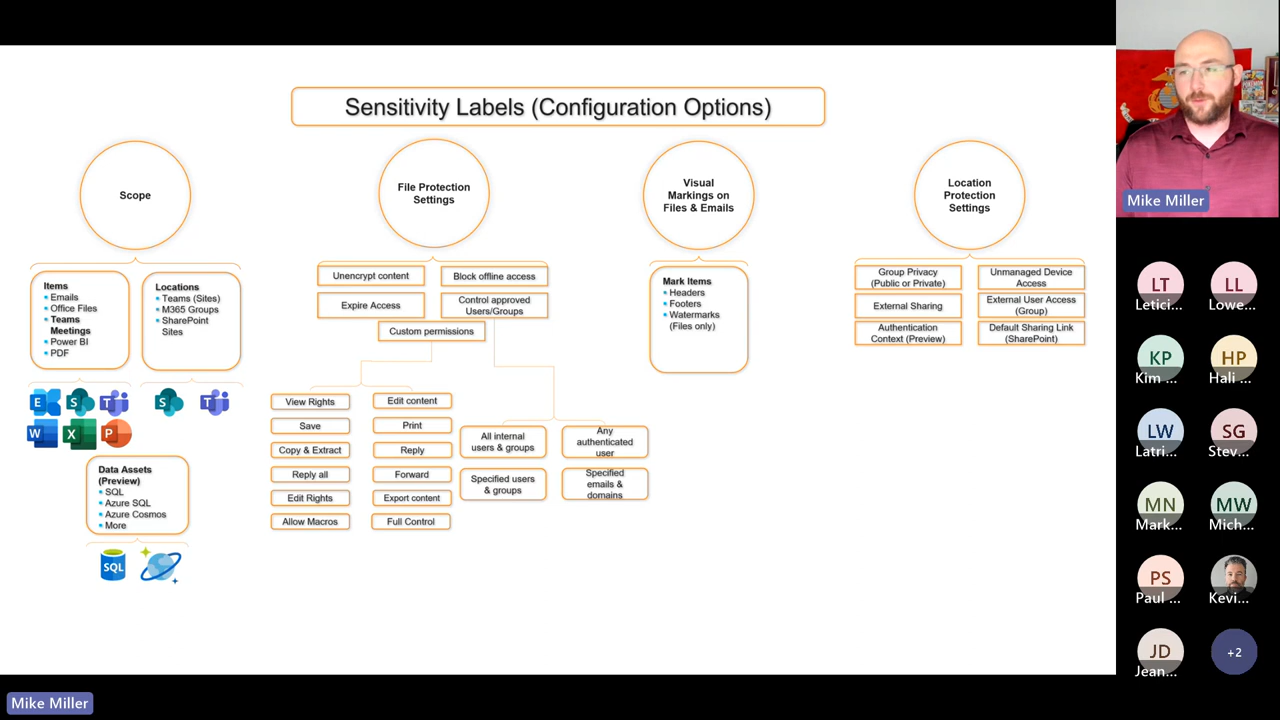 Sensitivity Labels (Configuration Options)
Scope
File Protection
Settings
Visual
Markings on
Files & Emails
Location
Protection
Settings
Items
Emails
Office Files
Teams
Meetings
Power BI
PDF
Locations
Teams (Sites)
M365 Groups
SharePoint
Sites
E
S
T
W
X
P
S
T
Data Assets
(Preview)
SQL
Azure SQL
Azure Cosmos
More
SQL
Unencrypt content
Block offline access
Expire Access
Control approved
Users/Groups
Custom permissions
View Rights
Edit content
Save
Print
Copy & Extract
Reply
Reply all
Forward
Edit Rights
Export content
Allow Macros
Full Control
All internal
users & groups
Any
authenticated
user
Specified users
& groups
Specified
emails &
domains
Mark Items
Headers
Footers
Watermarks
(Files only)
Group Privacy
(Public or Private)
Unmanaged Device
Access
External Sharing
External User Access
(Group)
Authentication
Context (Preview)
Default Sharing Link
(SharePoint)
Mike Miller
LT
Letici...
LL
Lowe...
KP
Kim ...
HP
Hali ...
LW
Latri...
SG
Stev...
MN
Mark...
MW
Mich...
PS
Paul ...
Kevi...
JD
Jean...
+2
Mike Miller